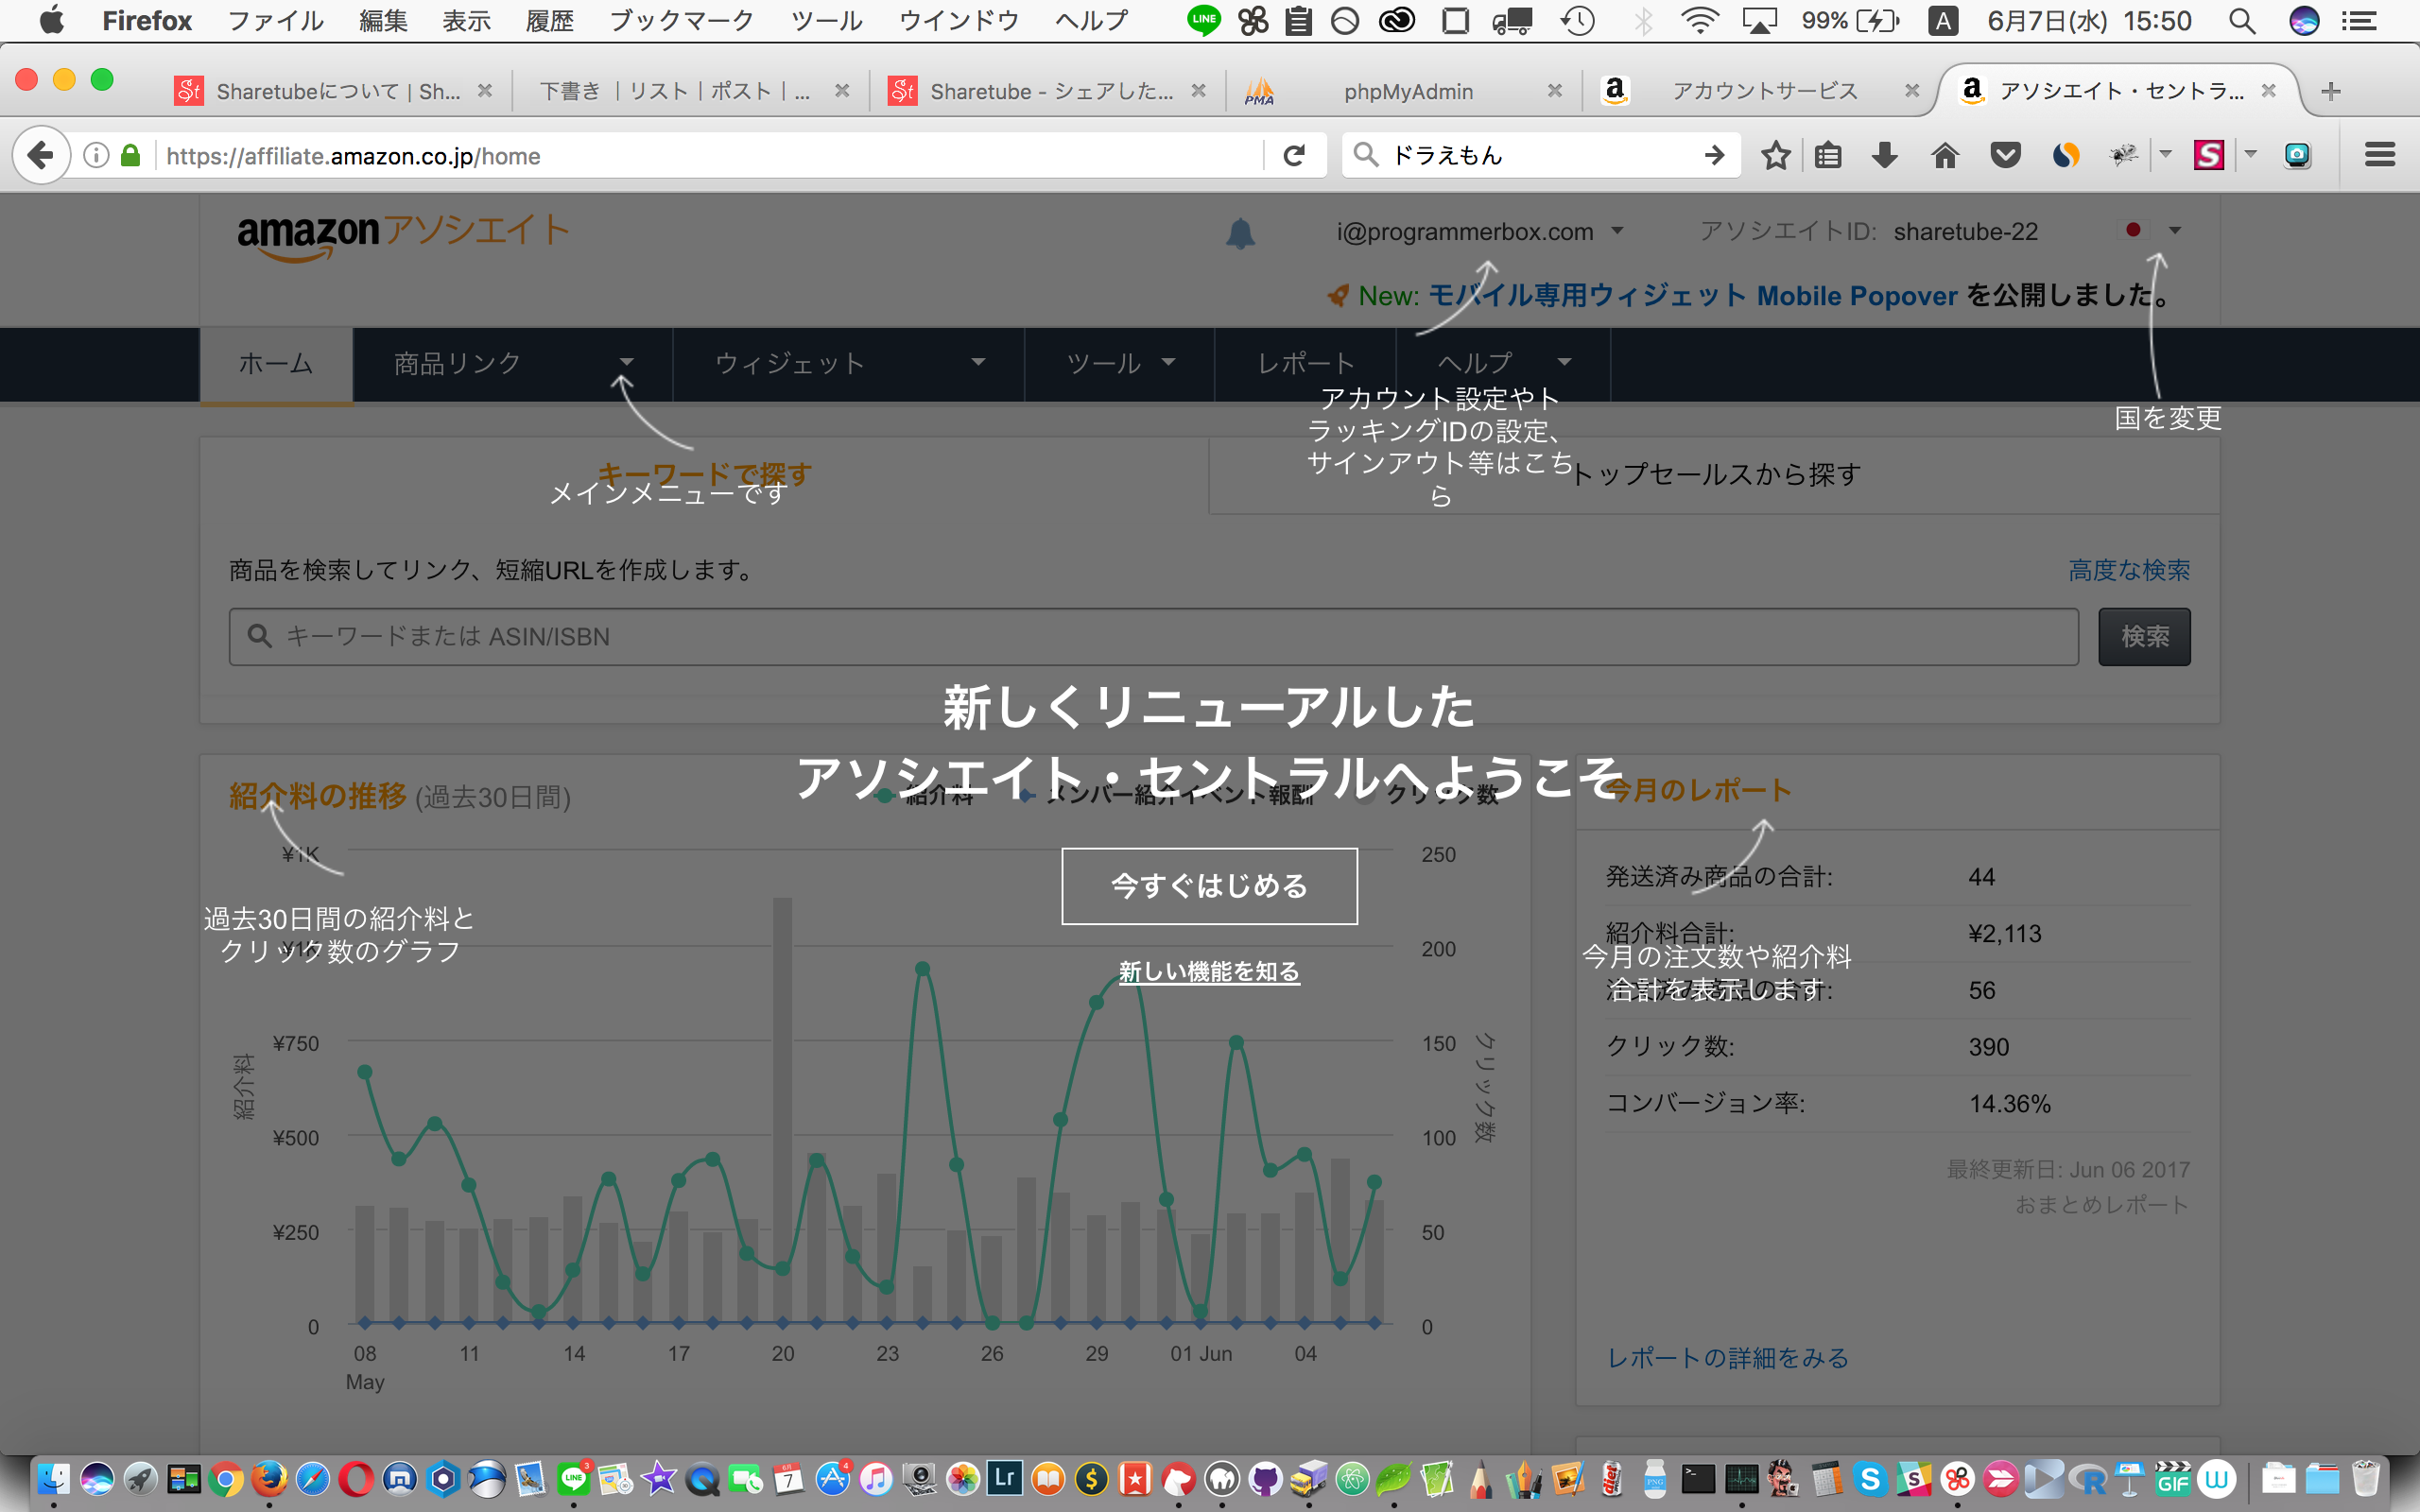 Firefox ファイル 編集 表示 履歴 ブックマーク ツール ウインドウ ヘルプ LINE 99% A 6月7日(水) 15:50
St Sharetubeについて | Sh... 下書き | リスト | ポスト | ... St Sharetube - シェアした... PMA phpMyAdmin a アカウントサービス a アソシエイト・セントラ...
https://affiliate.amazon.co.jp/home ドラえもん
amazonアソシエイト i@programmerbox.com アソシエイトID: sharetube-22
New: モバイル専用ウィジェット Mobile Popover を公開しました。
ホーム 商品リンク ウィジェット ツール レポート ヘルプ
アカウント設定やト
ラッキングIDの設定、
サインアウト等はこち
ら
国を変更
キーワードで探す
メインメニューです
トップセールスから探す
商品を検索してリンク、短縮URLを作成します。 高度な検索
キーワードまたは ASIN/ISBN 検索
新しくリニューアルした
アソシエイト・セントラルへようこそ
今すぐはじめる
新しい機能を知る
紹介料の推移 (過去30日間) 紹介料 メンバー紹介イベント報酬 クリック数
過去30日間の紹介料と
クリック数のグラフ
¥1K 250
¥1K 200
¥750 150
¥500 100
¥250 50
0 0
紹介料
クリック数
08 11 14 17 20 23 26 29 01 Jun 04
May
今月のレポート
発送済み商品の合計: 44
紹介料合計: ¥2,113
今月の注文数や紹介料
合計を表示します
注文済み商品の合計: 56
クリック数: 390
コンバージョン率: 14.36%
最終更新日: Jun 06 2017
おまとめレポート
レポートの詳細をみる
LINE 3 7 4 Lr PNG S S R GIF W